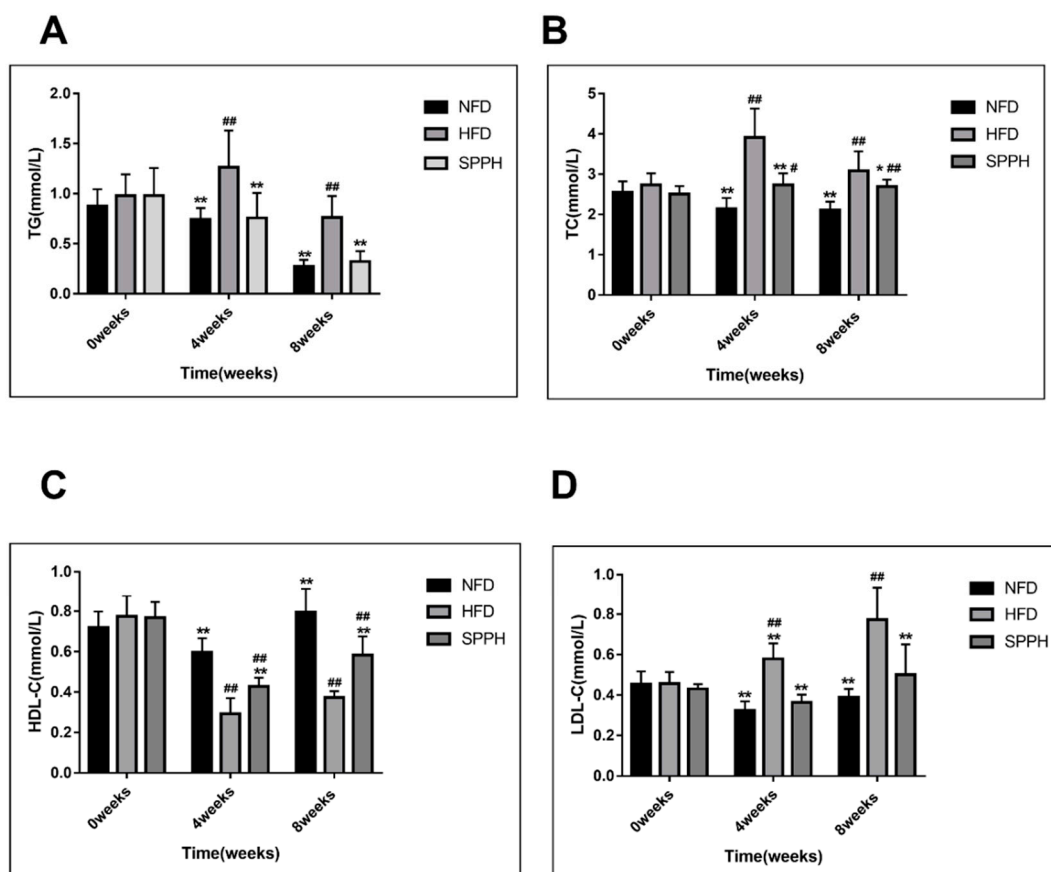 A
TG(mmol/L)
2.0
1.5
1.0
0.5
0.0
##
**
**
##
**
**
0weeks
4weeks
8weeks
Time(weeks)
NFD
HFD
SPPH
B
TC(mmol/L)
5
4
3
2
1
0
##
**
** #
##
**
* ##
0weeks
4weeks
8weeks
Time(weeks)
NFD
HFD
SPPH
C
HDL-C(mmol/L)
1.0
0.8
0.6
0.4
0.2
0.0
**
##
##
**
**
##
##
**
0weeks
4weeks
8weeks
Time(weeks)
NFD
HFD
SPPH
D
LDL-C(mmol/L)
1.0
0.8
0.6
0.4
0.2
0.0
**
##
**
**
**
##
**
0weeks
4weeks
8weeks
Time(weeks)
NFD
HFD
SPPH